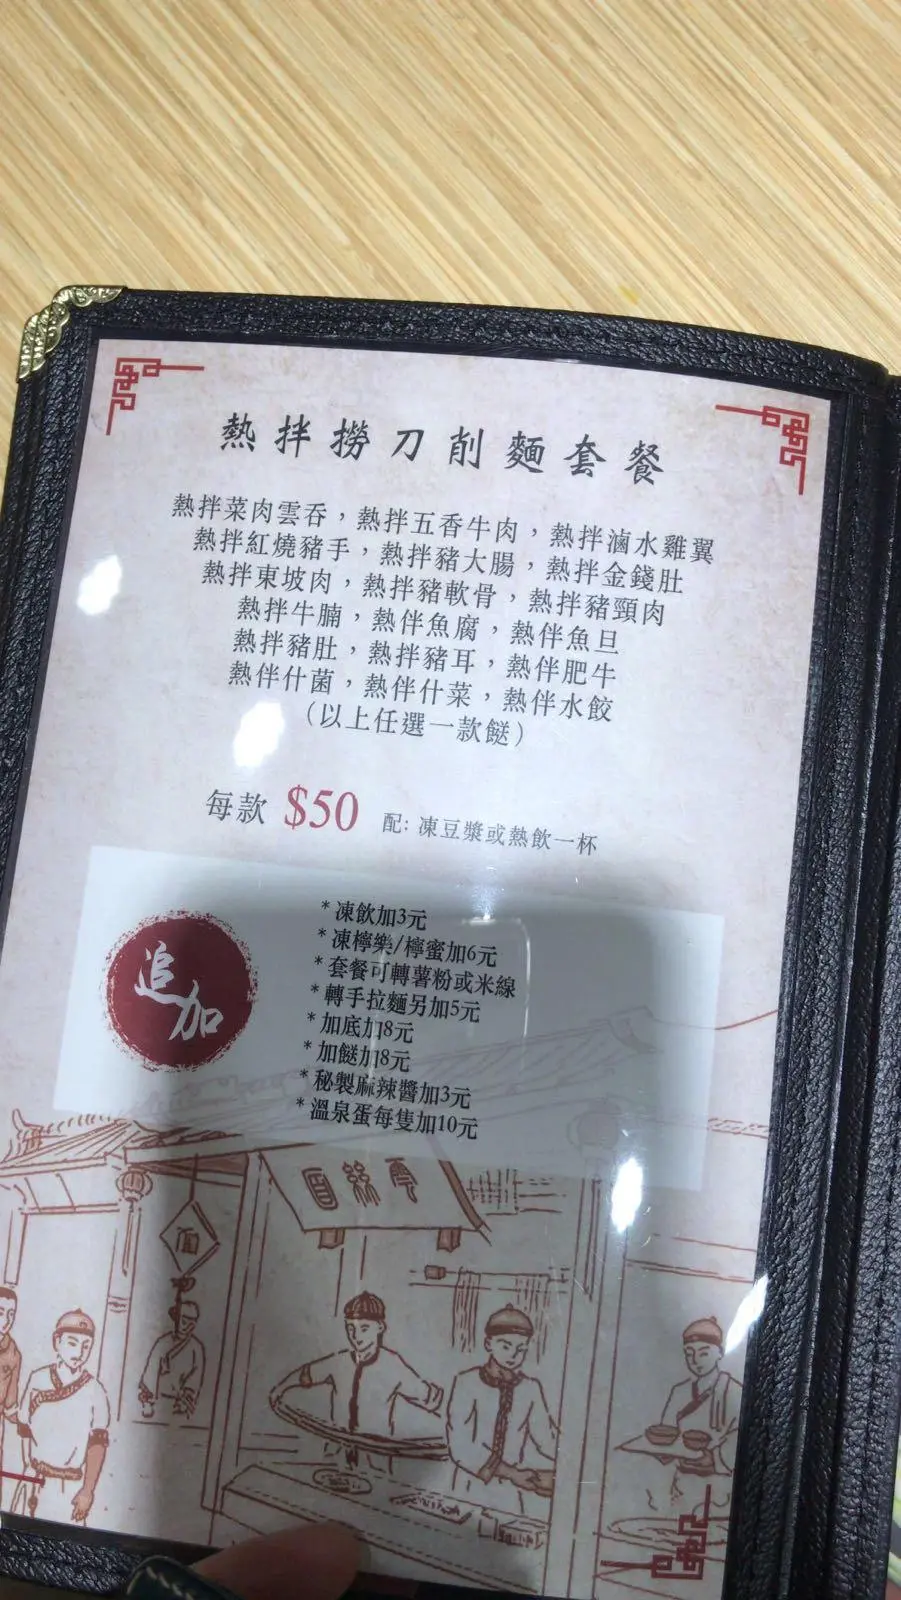 熱拌撈刀削麵套餐
熱拌菜肉雲吞，熱拌五香牛肉，熱拌滷水雞翼
熱拌紅燒豬手，熱拌豬大腸，熱拌金錢肚
熱拌東坡肉，熱拌豬軟骨，熱拌豬頸肉
熱拌牛腩，熱伴魚腐，熱伴魚旦
熱拌豬肚，熱拌豬耳，熱伴肥牛
熱伴什菌，熱伴什菜，熱伴水餃
（以上任選一款餸）
每款 $50 配: 凍豆漿或熱飲一杯
追加
*凍飲加3元
*凍檸樂/檸蜜加6元
*套餐可轉薯粉或米線
*轉手拉麵另加5元
*加底加8元
*加餸加8元
*秘製麻辣醬加3元
*溫泉蛋每隻加10元
面